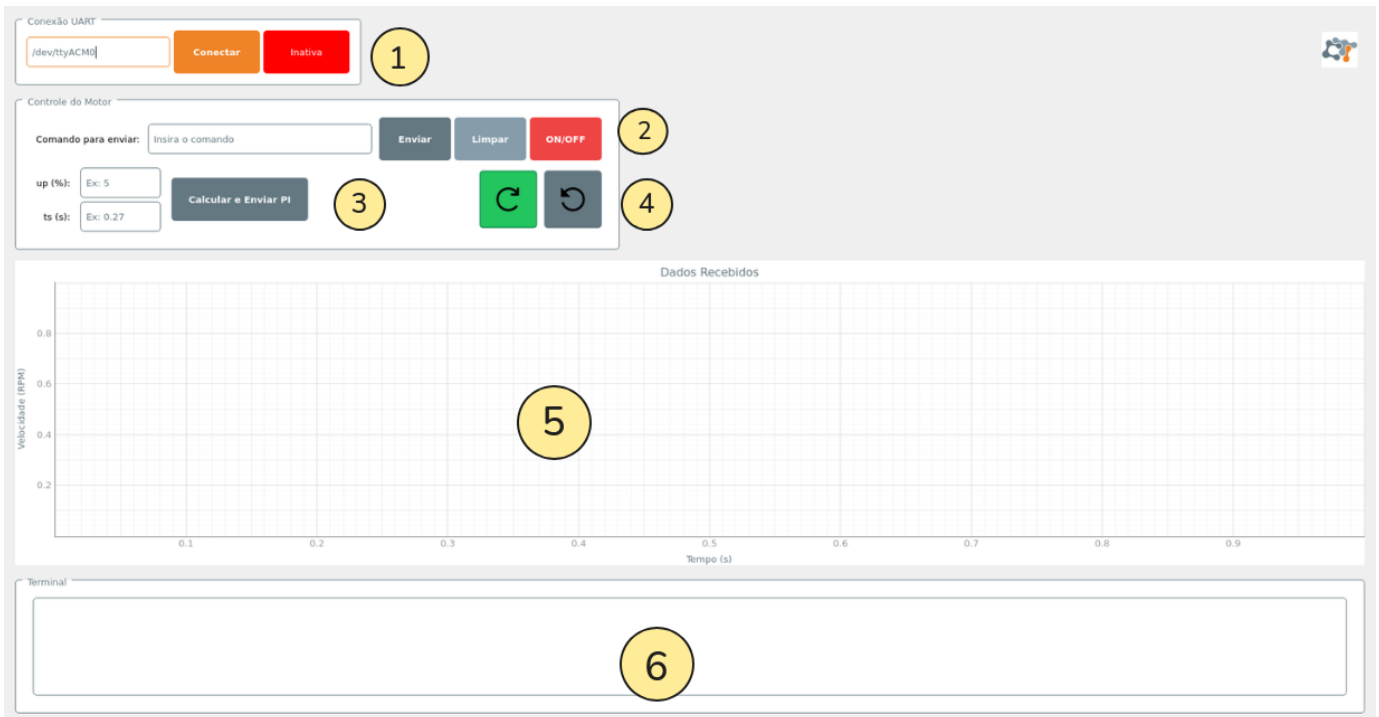 Conexão UART
/dev/ttyACM0 Conectar Inativa 1
Controle do Motor
Comando para enviar: Insira o comando Enviar Limpar ON/OFF 2
up (%): Ex: 5
Calcular e Enviar PI 3 4
ts (s): Ex: 0.27
Dados Recebidos
0.8
0.6
0.4
0.2
Velocidade (RPM)
5
0.1 0.2 0.3 0.4 0.5 0.6 0.7 0.8 0.9
Tempo (s)
Terminal
6